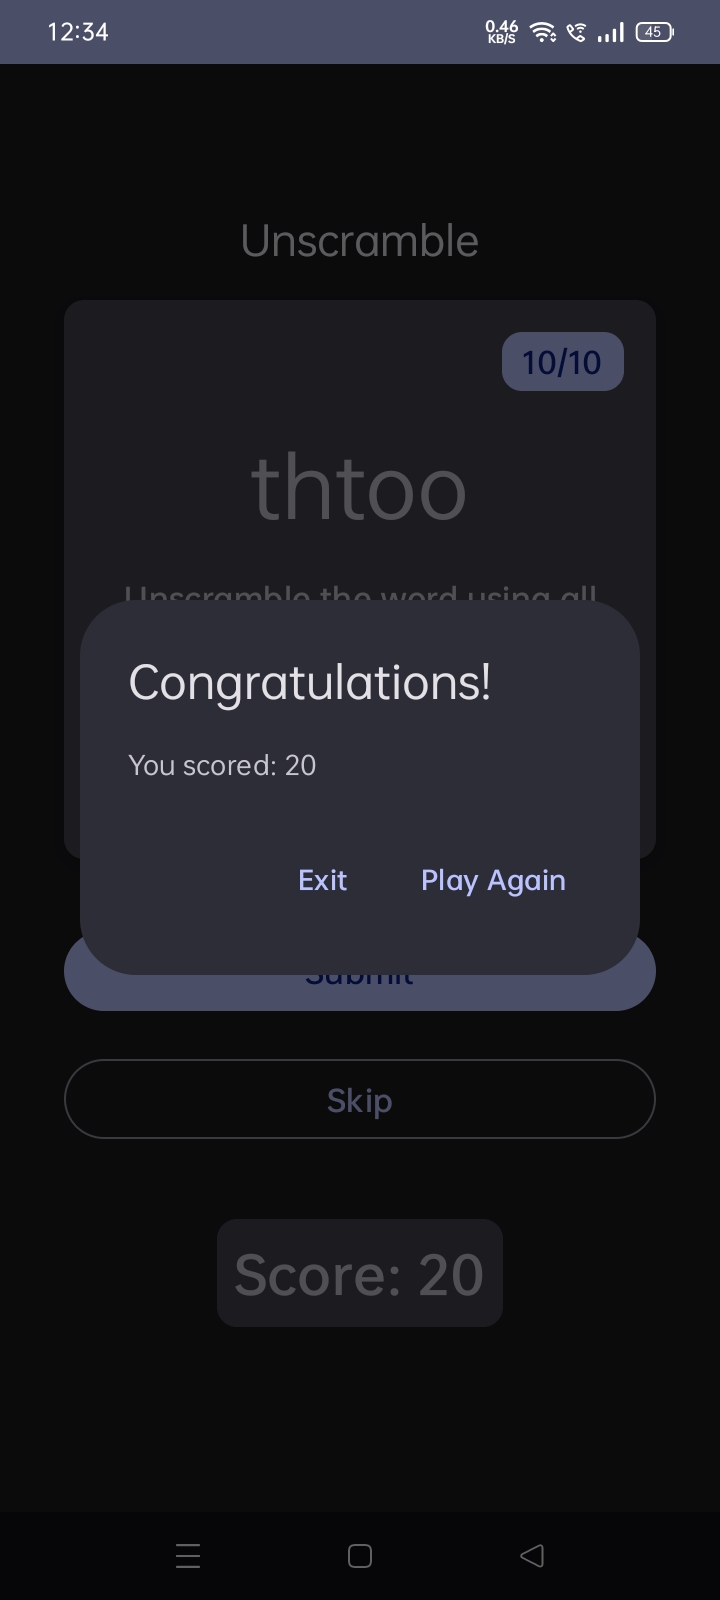 12:34
0.46
KB/S
45
Unscramble
10/10
thtoo
Unscramble the word using all
Congratulations!
You scored: 20
Exit
Play Again
Submit
Skip
Score: 20